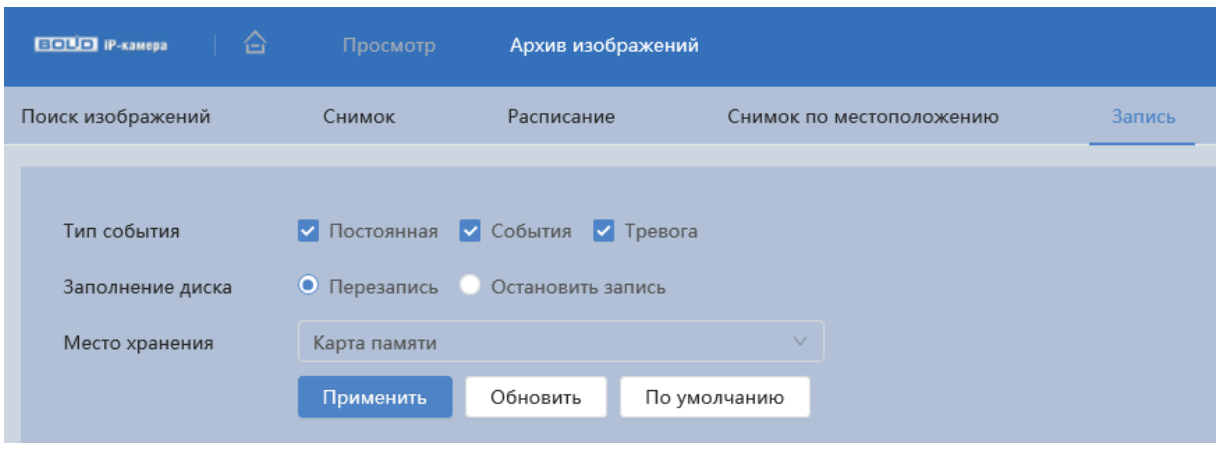 BOLID IP-камера Просмотр Архив изображений
Поиск изображений Снимок Расписание Снимок по местоположению Запись
Тип события Постоянная События Тревога
Заполнение диска Перезапись Остановить запись
Место хранения Карта памяти
Применить Обновить По умолчанию